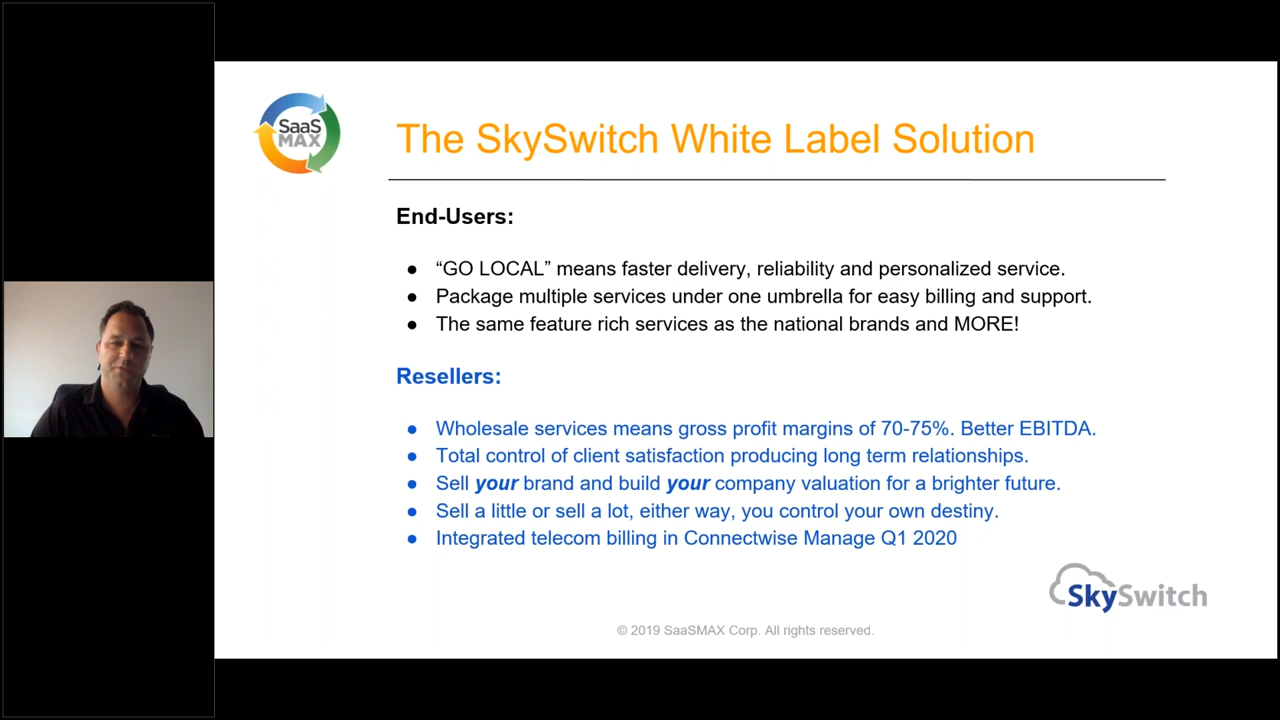 SaaS
MAX
The SkySwitch White Label Solution
End-Users:
● “GO LOCAL” means faster delivery, reliability and personalized service.
● Package multiple services under one umbrella for easy billing and support.
● The same feature rich services as the national brands and MORE!
Resellers:
● Wholesale services means gross profit margins of 70-75%. Better EBITDA.
● Total control of client satisfaction producing long term relationships.
● Sell your brand and build your company valuation for a brighter future.
● Sell a little or sell a lot, either way, you control your own destiny.
● Integrated telecom billing in Connectwise Manage Q1 2020
SkySwitch
© 2019 SaaSMAX Corp. All rights reserved.